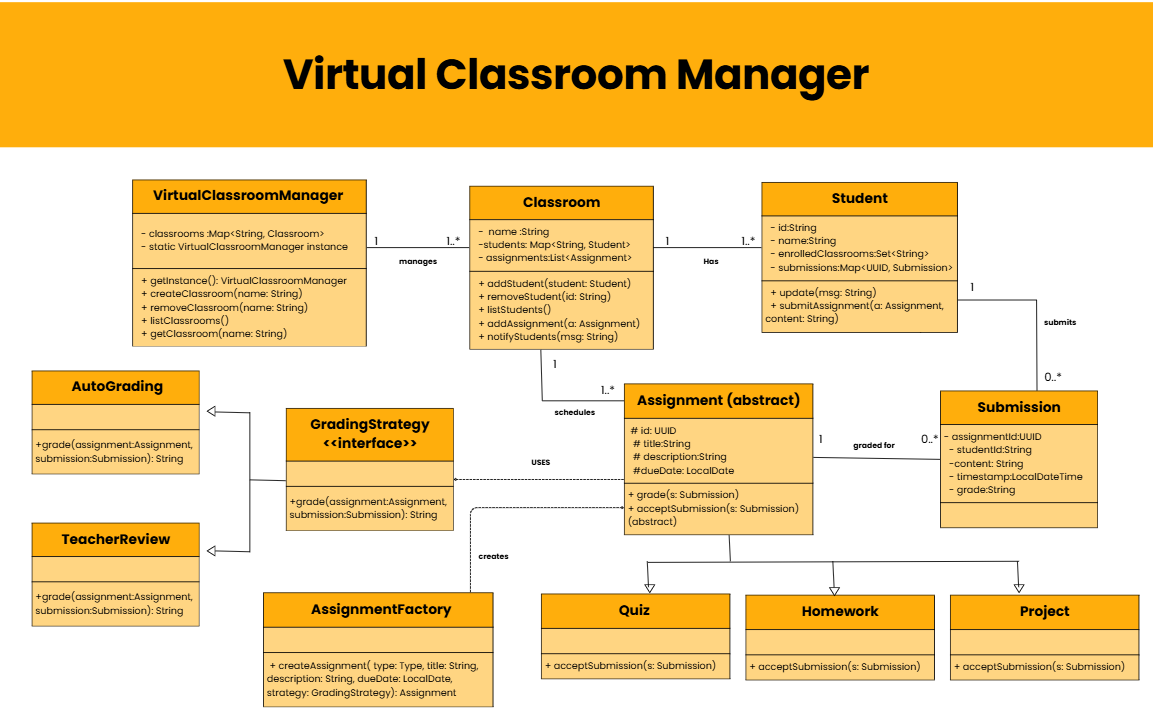 Virtual Classroom Manager
VirtualClassroomManager
- classrooms :Map<String, Classroom>
- static VirtualClassroomManager instance
+ getInstance(): VirtualClassroomManager
+ createClassroom(name: String)
+ removeClassroom(name: String)
+ listClassrooms()
+ getClassroom(name: String)
1
1..*
manages
Classroom
- name :String
-students: Map<String, Student>
- assignments:List<Assignment>
+ addStudent(student: Student)
+ removeStudent(id: String)
+ listStudents()
+ addAssignment(a: Assignment)
+ notifyStudents(msg: String)
1
1..*
Has
Student
- id:String
- name:String
- enrolledClassrooms:Set<String>
- submissions:Map<UUID, Submission>
+ update(msg: String)
+ submitAssignment(a: Assignment,
content: String)
1
submits
0..*
1
1..*
schedules
AutoGrading
+grade(assignment:Assignment,
submission:Submission): String
GradingStrategy
<<interface>>
+grade(assignment:Assignment,
submission:Submission): String
USES
Assignment (abstract)
# id: UUID
# title:String
# description:String
#dueDate: LocalDate
+ grade(s: Submission)
+ acceptSubmission(s: Submission)
(abstract)
1
0..*
graded for
Submission
- assignmentId:UUID
- studentId:String
-content: String
- timestamp:LocalDateTime
- grade:String
TeacherReview
+grade(assignment:Assignment,
submission:Submission): String
creates
AssignmentFactory
+ createAssignment( type: Type, title: String,
description: String, dueDate: LocalDate,
strategy: GradingStrategy): Assignment
Quiz
+ acceptSubmission(s: Submission)
Homework
+ acceptSubmission(s: Submission)
Project
+ acceptSubmission(s: Submission)